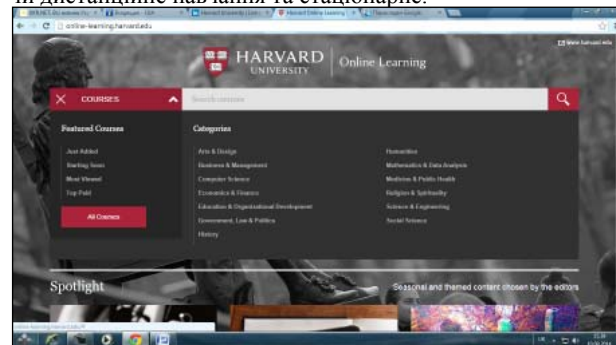 чи дистанційне навчання та стаціонарне.
online-learning.harvard.edu
www.harvard.edu
HARVARD
UNIVERSITY
Online Learning
COURSES
Search courses
Featured Courses
Categories
Just Added
Starting Soon
Most Viewed
Top Paid
All Courses
Arts & Design
Business & Management
Computer Science
Economics & Finance
Education & Organizational Development
Government, Law & Politics
History
Humanities
Mathematics & Data Analysis
Medicine & Public Health
Religion & Spirituality
Science & Engineering
Social Science
Spotlight
Seasonal and themed content chosen by the editors